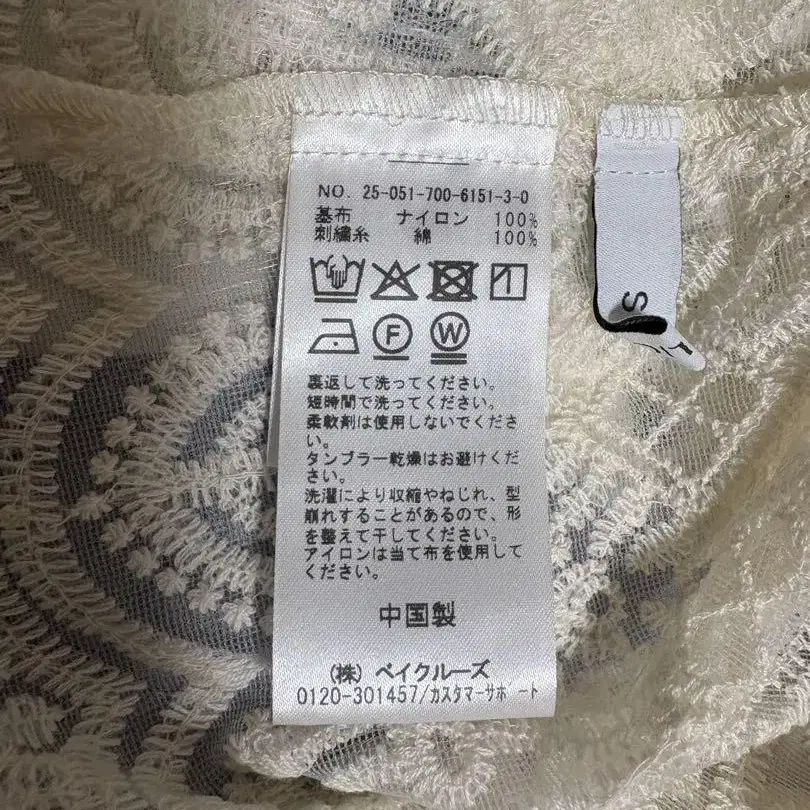 NO. 25-051-700-6151-3-0
基布 ナイロン 100%
刺繍糸 綿 100%
F W
裏返して洗ってください。
短時間で洗ってください。
柔軟剤は使用しないでくださ
い。
タンブラー乾燥はお避けくだ
さい。
洗濯により収縮やねじれ、型
崩れすることがあるので、形
を整えて干してください。
アイロンは当て布を使用して
ください。
中国製
(株) ベイクルーズ
0120-301457/カスタマーサポート
S